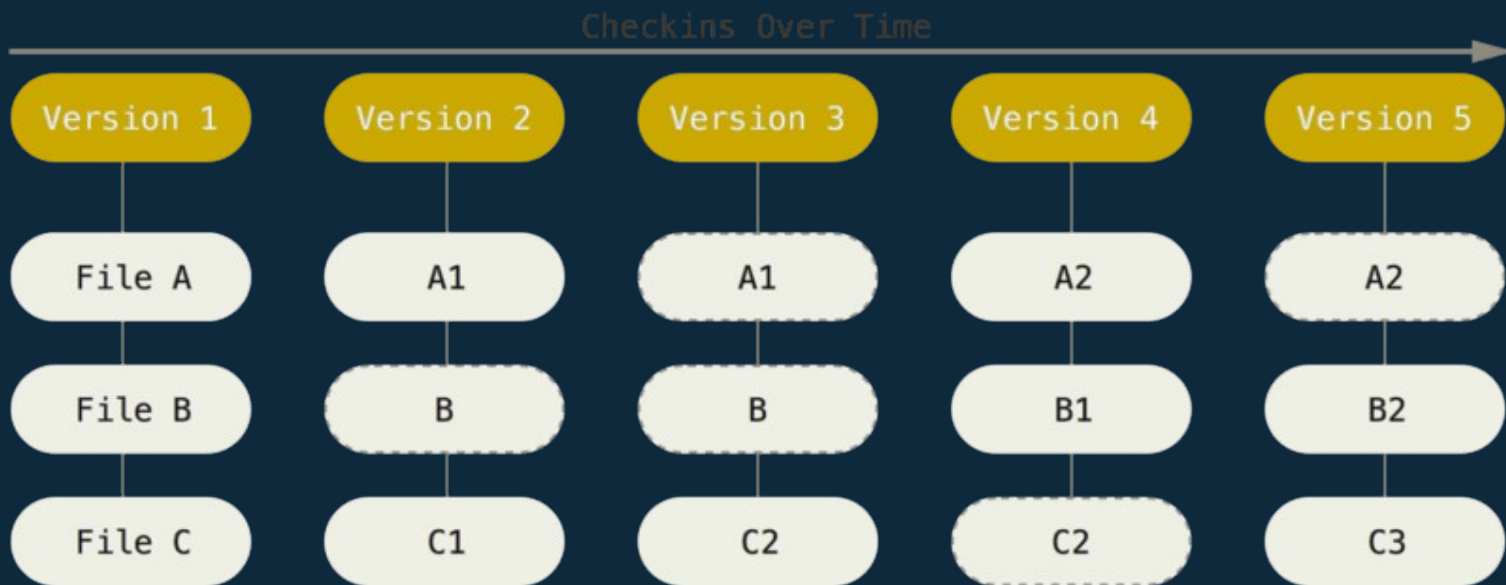 Checkins Over Time
Version 1 Version 2 Version 3 Version 4 Version 5
File A A1 A1 A2 A2
File B B B B1 B2
File C C1 C2 C2 C3